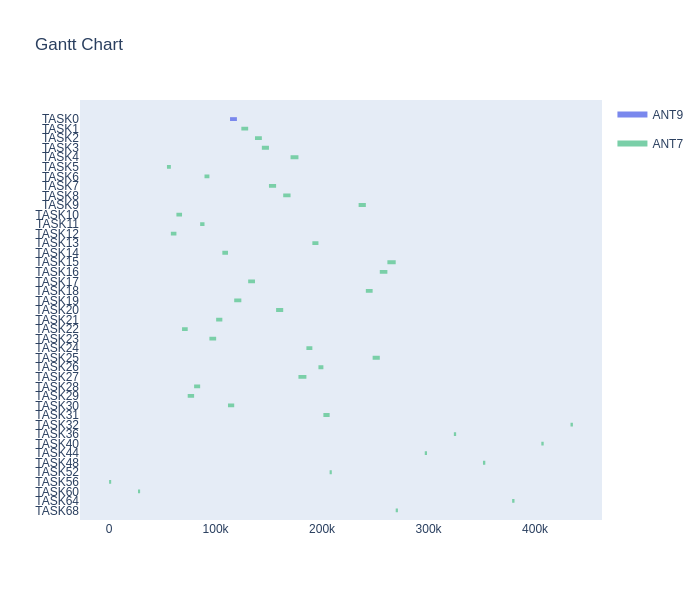 Gantt Chart
ANT9
ANT7
TASK0
TASK1
TASK2
TASK3
TASK4
TASK5
TASK6
TASK7
TASK8
TASK9
TASK10
TASK11
TASK12
TASK13
TASK14
TASK15
TASK16
TASK17
TASK18
TASK19
TASK20
TASK21
TASK22
TASK23
TASK24
TASK25
TASK26
TASK27
TASK28
TASK29
TASK30
TASK31
TASK32
TASK36
TASK40
TASK44
TASK48
TASK52
TASK56
TASK60
TASK64
TASK68
0 100k 200k 300k 400k